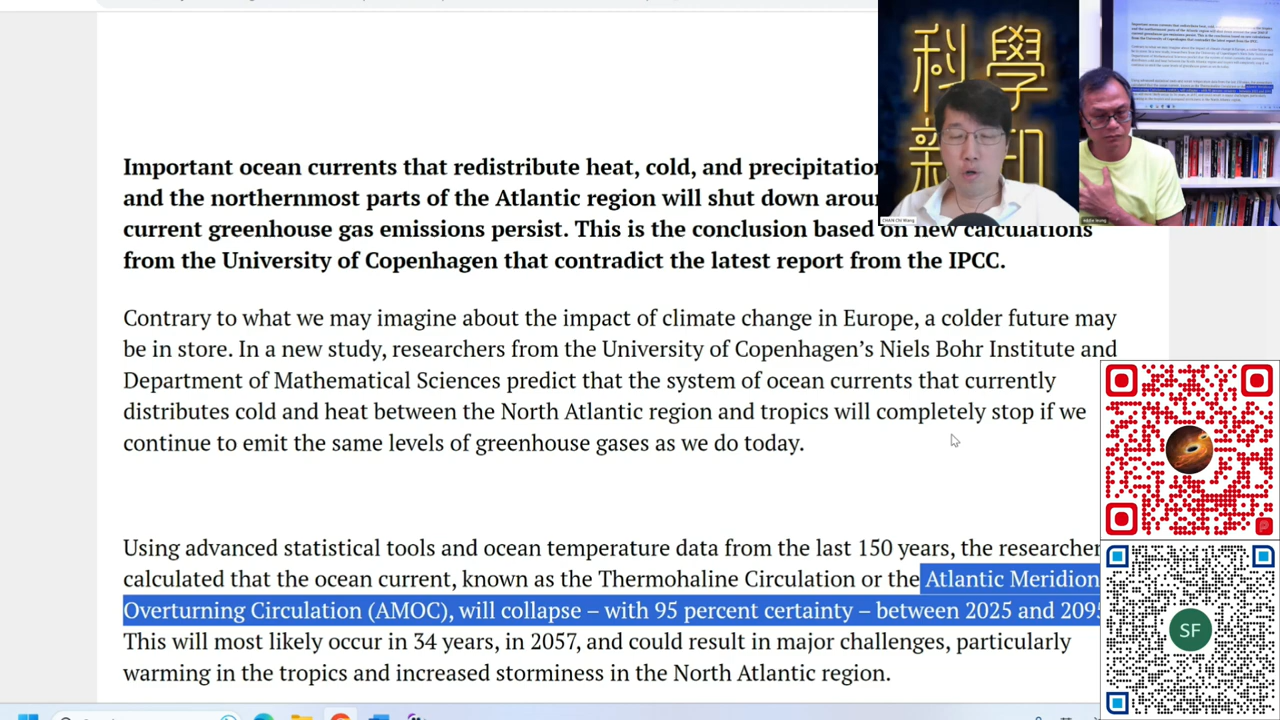 Important ocean currents that redistribute heat, cold, and precipitation
and the northernmost parts of the Atlantic region will shut down
current greenhouse gas emissions persist. This is the conclusion based on new calculations
from the University of Copenhagen that contradict the latest report from the IPCC.
Contrary to what we may imagine about the impact of climate change in Europe, a colder future may
be in store. In a new study, researchers from the University of Copenhagen's Niels Bohr Institute and
Department of Mathematical Sciences predict that the system of ocean currents that currently
distributes cold and heat between the North Atlantic region and tropics will completely stop if we
continue to emit the same levels of greenhouse gases as we do today.
Using advanced statistical tools and ocean temperature data from the last 150 years, the researcher
calculated that the ocean current, known as the Thermohaline Circulation or the Atlantic Meridion
Overturning Circulation (AMOC), will collapse – with 95 percent certainty – between 2025 and 2095
This will most likely occur in 34 years, in 2057, and could result in major challenges, particularly
warming in the tropics and increased storminess in the North Atlantic region.
科學
新知
CHAN Chi Wang
SF